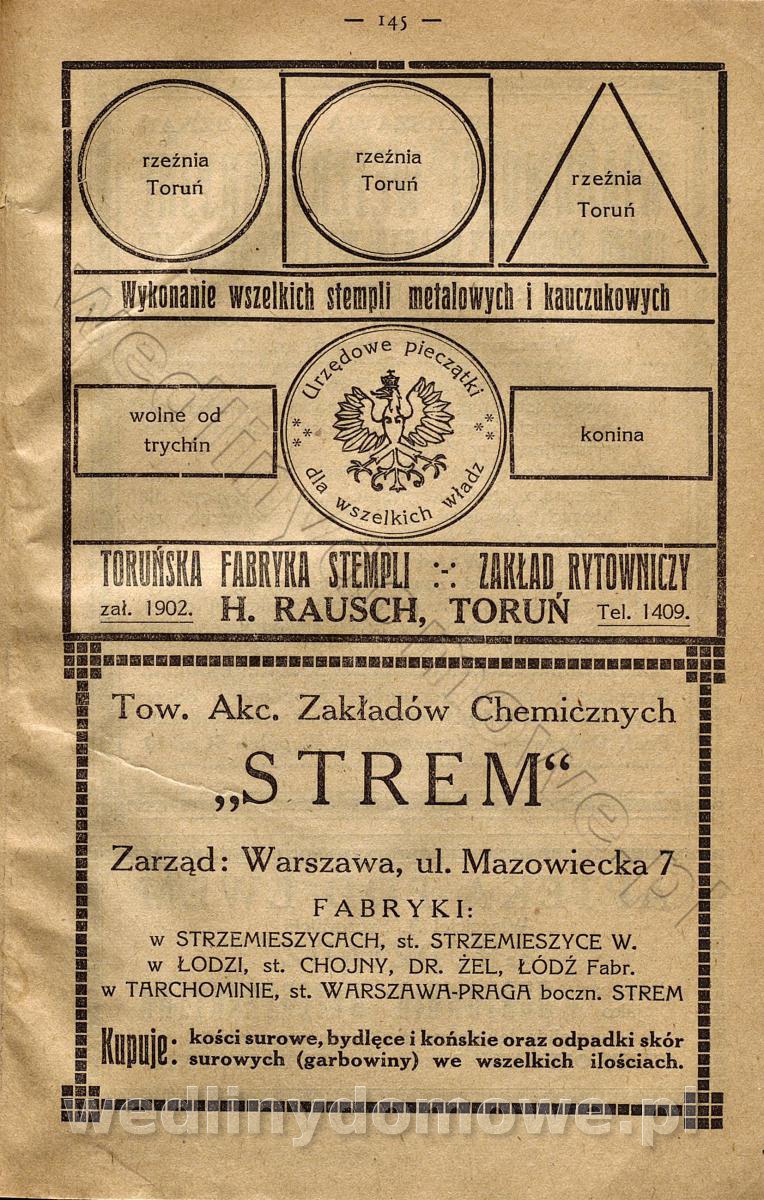 — 145 —
rzeźnia
Toruń
rzeźnia
Toruń
rzeźnia
Toruń
Wykonanie wszelkich stempli metalowych i kauczukowych
wolne od
trychin
Urzędowe pieczątki
dla wszelkich władz
konina
TORUŃSKA FABRYKA STEMPLI :-: ZAKŁAD RYTOWNICZY
zał. 1902. H. RAUSCH, TORUŃ Tel. 1409.
Tow. Akc. Zakładów Chemicznych
„STREM“
Zarząd: Warszawa, ul. Mazowiecka 7
FABRYKI:
w STRZEMIESZYCACH, st. STRZEMIESZYCE W.
w ŁODZI, st. CHOJNY, DR. ŻEL, ŁÓDŹ Fabr.
w TARCHOMINIE, st. WARSZAWA-PRAGA boczn. STREM
Kupuje: kości surowe, bydlęce i końskie oraz odpadki skór
surowych (garbowiny) we wszelkich ilościach.
wedlinydomowe.pl
wedlinydomowe.pl